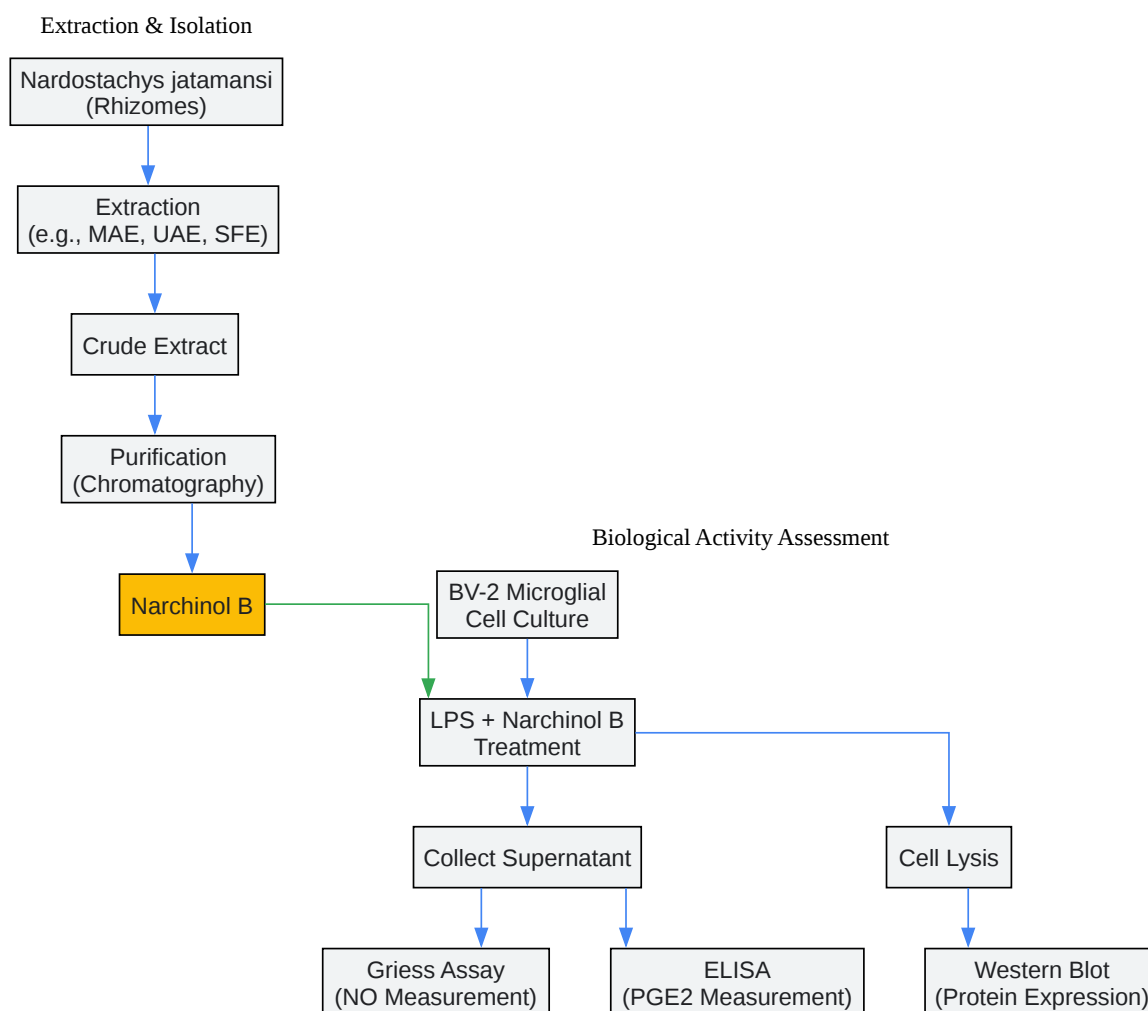 Extraction & Isolation
Nardostachys jatamansi
(Rhizomes)
Extraction
(e.g., MAE, UAE, SFE)
Crude Extract
Purification
(Chromatography)
Narchinol B
Biological Activity Assessment
BV-2 Microglial
Cell Culture
LPS + Narchinol B
Treatment
Collect Supernatant
Cell Lysis
Griess Assay
(NO Measurement)
ELISA
(PGE2 Measurement)
Western Blot
(Protein Expression)